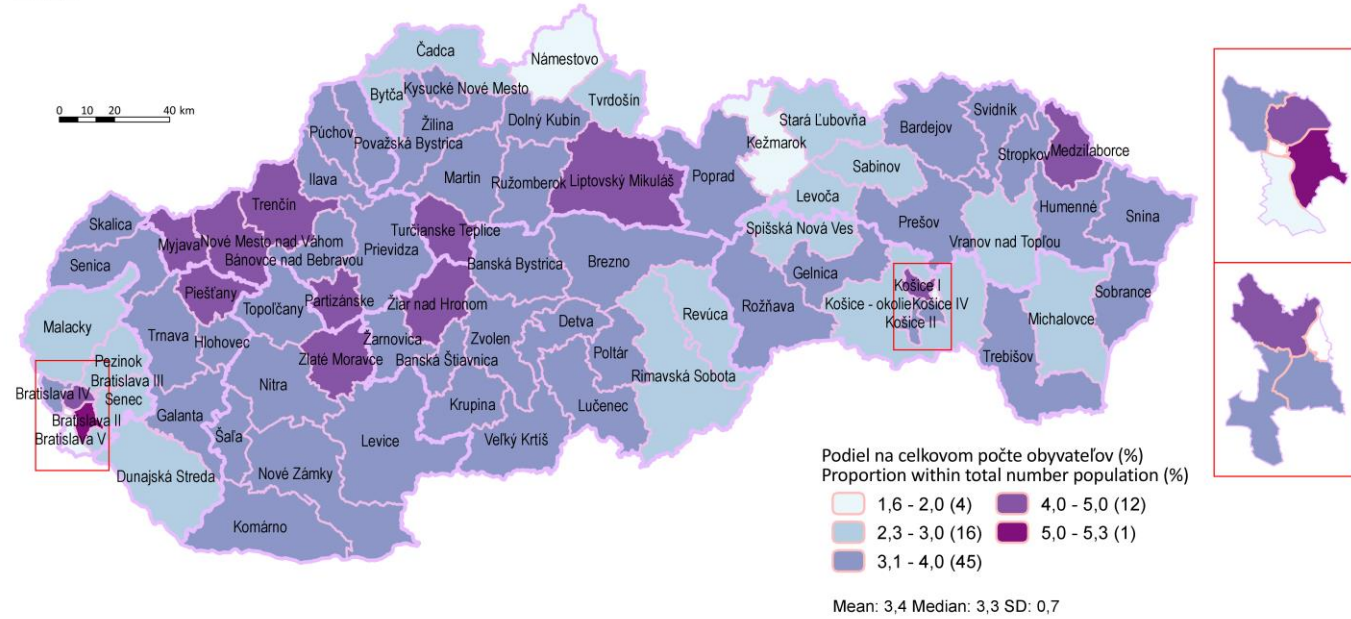 Čadca
Námestovo
Kysucké Nové Mesto
Bytča
Tvrdošín
0 10 20 40 km
Žilina
Dolný Kubín
Stará Ľubovňa
Svidník
Púchov
Považská Bystrica
Kežmarok
Bardejov
Stropkov
Medzilaborce
Sabinov
Ilava
Martin
Ružomberok
Liptovský Mikuláš
Poprad
Levoča
Humenné
Snina
Trenčín
Skalica
Turčianske Teplice
Prešov
Myjava
Nové Mesto nad Váhom
Prievidza
Spišská Nová Ves
Vranov nad Topľou
Bánovce nad Bebravou
Banská Bystrica
Brezno
Senica
Gelnica
Piešťany
Topoľčany
Partizánske
Žiar nad Hronom
Košice I
Sobrance
Košice - okolie
Košice IV
Rožňava
Revúca
Malacky
Trnava
Hlohovec
Košice II
Michalovce
Detva
Žarnovica
Zvolen
Zlaté Moravce
Banská Štiavnica
Poltár
Trebišov
Pezinok
Rimavská Sobota
Bratislava III
Nitra
Bratislava IV
Senec
Krupina
Lučenec
Galanta
Bratislava II
Šaľa
Levice
Veľký Krtíš
Bratislava V
Dunajská Streda
Nové Zámky
Komárno
Podiel na celkovom počte obyvateľov (%)
Proportion within total number population (%)
1,6 - 2,0 (4)
4,0 - 5,0 (12)
2,3 - 3,0 (16)
5,0 - 5,3 (1)
3,1 - 4,0 (45)
Mean: 3,4 Median: 3,3 SD: 0,7